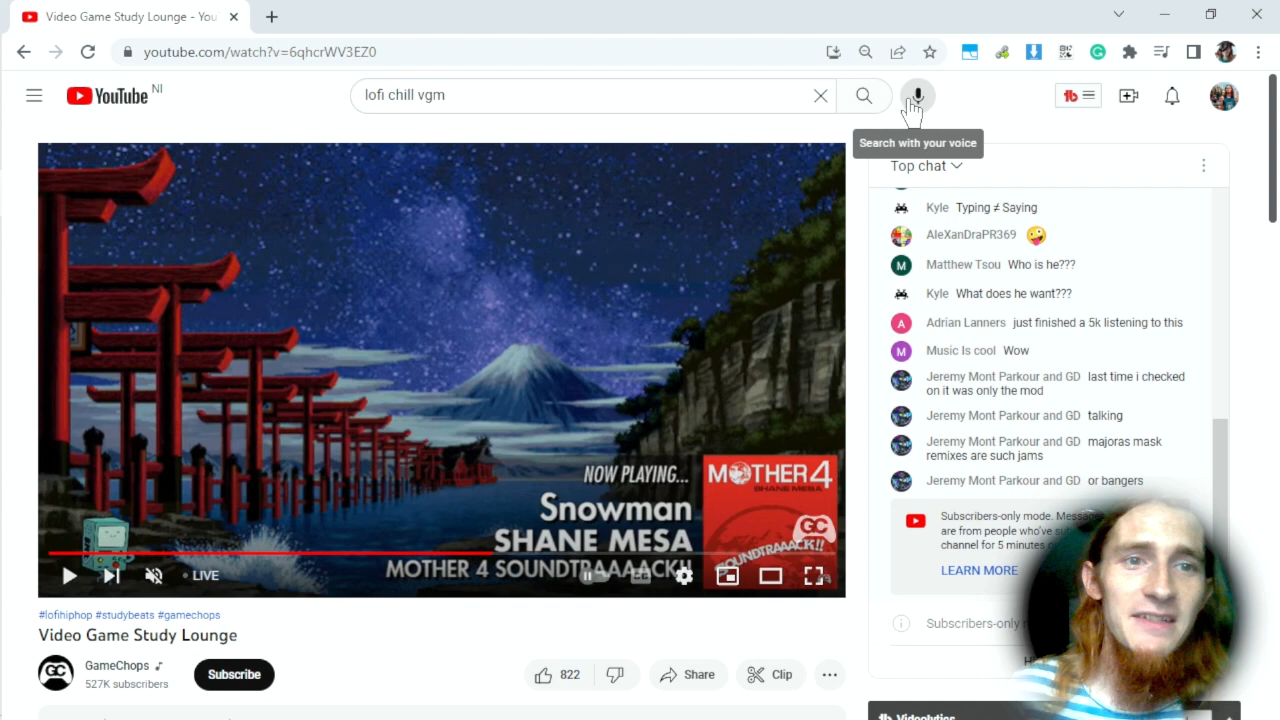 Video Game Study Lounge - You
youtube.com/watch?v=6qhcrWV3EZ0
YouTube NI
lofi chill vgm
Search with your voice
Top chat
Kyle Typing ≠ Saying
AleXanDraPR369 🤪
Matthew Tsou Who is he???
Kyle What does he want???
Adrian Lanners just finished a 5k listening to this
Music Is cool Wow
Jeremy Mont Parkour and GD last time i checked
on it was only the mod
Jeremy Mont Parkour and GD talking
Jeremy Mont Parkour and GD majoras mask
remixes are such jams
Jeremy Mont Parkour and GD or bangers
Subscribers-only mode.
are from people who've
channel for 5 minutes
LEARN MORE
Subscribers-only
NOW PLAYING...
Snowman
SHANE MESA
MOTHER 4 SOUNDTRAAACK!!
MOTHER 4
SHANE MESA
SOUNDTRAAACK!!
GC
LIVE
#lofihiphop #studybeats #gamechops
Video Game Study Lounge
GC
GameChops
527K subscribers
Subscribe
822
Share
Clip
Videolytics